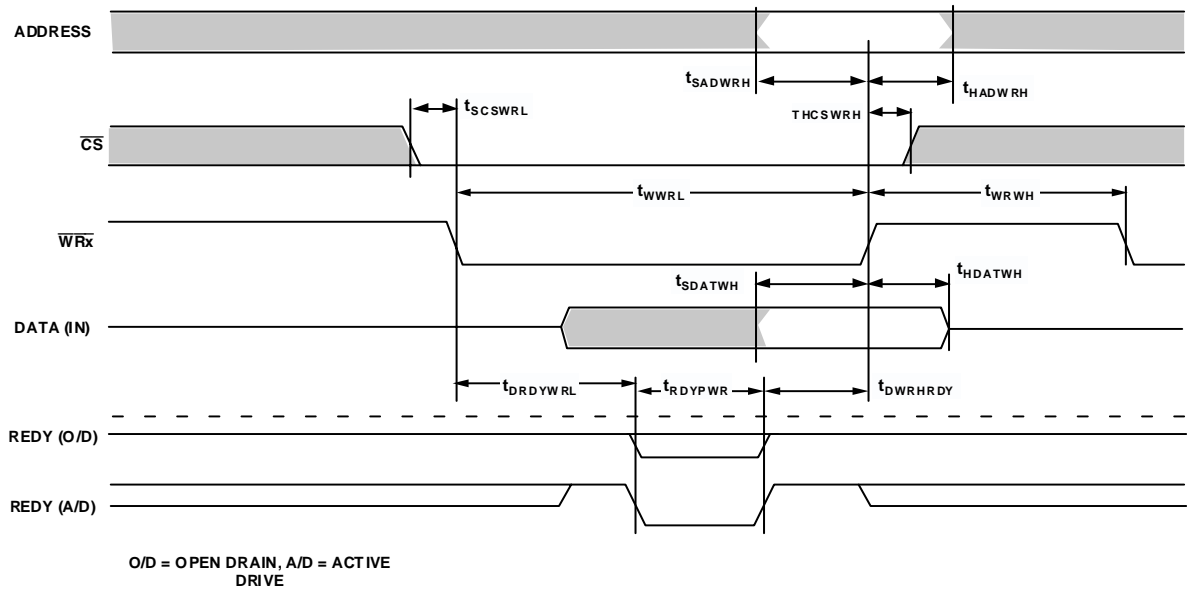 ADDRESS
tSADWRH
tHADWRH
tSCSWRL
THCSWRH
CS
tWWRL
tWRWH
WRx
tSDATWH
tHDATWH
DATA (IN)
tDRDYWRL
tRDYPWR
tDWRHRDY
REDY (O/D)
REDY (A/D)
O/D = OPEN DRAIN, A/D = ACTIVE
DRIVE